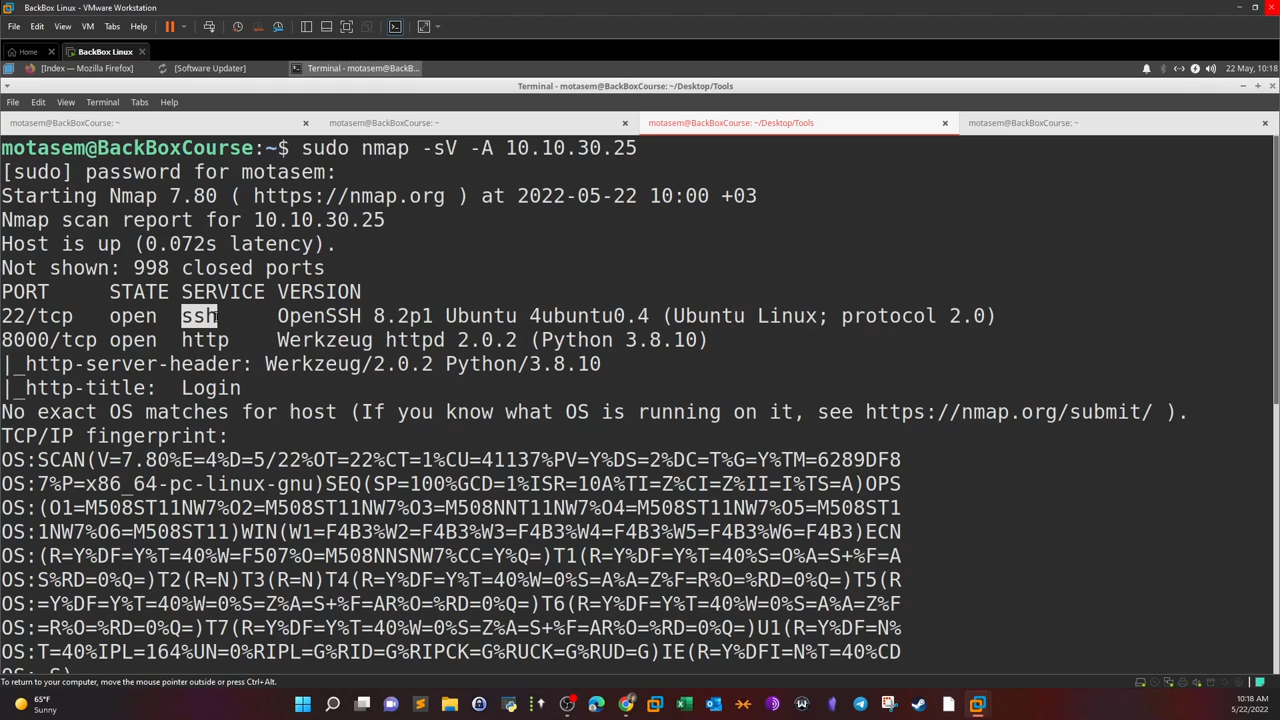 BackBox Linux - VMware Workstation
File Edit View VM Tabs Help
Home BackBox Linux
[Index — Mozilla Firefox] [Software Updater] Terminal - motasem@BackB... 22 May, 10:18
Terminal - motasem@BackBoxCourse: ~/Desktop/Tools
File Edit View Terminal Tabs Help
motasem@BackBoxCourse: ~ motasem@BackBoxCourse: ~ motasem@BackBoxCourse: ~/Desktop/Tools motasem@BackBoxCourse: ~
motasem@BackBoxCourse:~$ sudo nmap -sV -A 10.10.30.25
[sudo] password for motasem:
Starting Nmap 7.80 ( https://nmap.org ) at 2022-05-22 10:00 +03
Nmap scan report for 10.10.30.25
Host is up (0.072s latency).
Not shown: 998 closed ports
PORT STATE SERVICE VERSION
22/tcp open ssh OpenSSH 8.2p1 Ubuntu 4ubuntu0.4 (Ubuntu Linux; protocol 2.0)
8000/tcp open http Werkzeug httpd 2.0.2 (Python 3.8.10)
|_http-server-header: Werkzeug/2.0.2 Python/3.8.10
|_http-title: Login
No exact OS matches for host (If you know what OS is running on it, see https://nmap.org/submit/ ).
TCP/IP fingerprint:
OS:SCAN(V=7.80%E=4%D=5/22%OT=22%CT=1%CU=41137%PV=Y%DS=2%DC=T%G=Y%TM=6289DF8
OS:7%P=x86_64-pc-linux-gnu)SEQ(SP=100%GCD=1%ISR=10A%TI=Z%CI=Z%II=I%TS=A)OPS
OS:(O1=M508ST11NW7%O2=M508ST11NW7%O3=M508NNT11NW7%O4=M508ST11NW7%O5=M508ST1
OS:1NW7%O6=M508ST11)WIN(W1=F4B3%W2=F4B3%W3=F4B3%W4=F4B3%W5=F4B3%W6=F4B3)ECN
OS:(R=Y%DF=Y%T=40%W=F507%O=M508NNSNW7%CC=Y%Q=)T1(R=Y%DF=Y%T=40%S=O%A=S+%F=A
OS:S%RD=0%Q=)T2(R=N)T3(R=N)T4(R=Y%DF=Y%T=40%W=0%S=A%A=Z%F=R%O=%RD=0%Q=)T5(R
OS:=Y%DF=Y%T=40%W=0%S=Z%A=S+%F=AR%O=%RD=0%Q=)T6(R=Y%DF=Y%T=40%W=0%S=A%A=Z%F
OS:=R%O=%RD=0%Q=)T7(R=Y%DF=Y%T=40%W=0%S=Z%A=S+%F=AR%O=%RD=0%Q=)U1(R=Y%DF=N%
OS:T=40%IPL=164%UN=0%RIPL=G%RID=G%RIPCK=G%RUCK=G%RUD=G)IE(R=Y%DFI=N%T=40%CD
To return to your computer, move the mouse pointer outside or press Ctrl+Alt.
65°F
Sunny
10:18 AM
5/22/2022